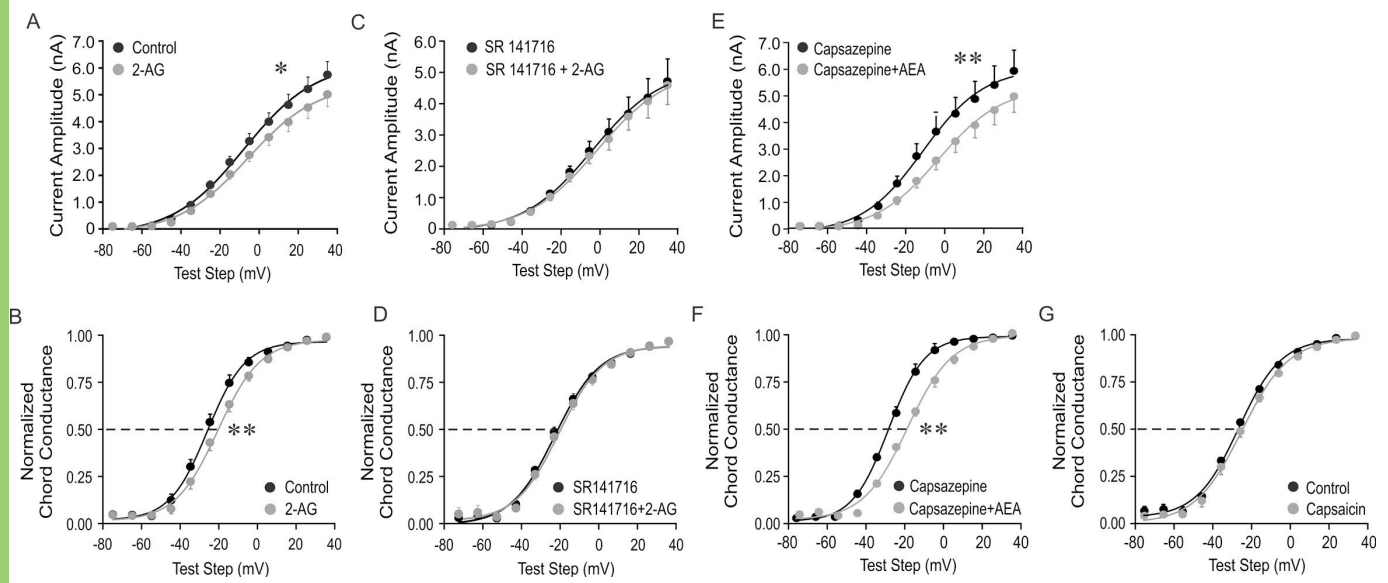 A
Current Amplitude (nA)
7.0
6.0
5.0
4.0
3.0
2.0
1.0
Control
2-AG
*
-80 -60 -40 -20 0 20 40
Test Step (mV)
C
Current Amplitude (nA)
6.0
5.0
4.0
3.0
2.0
1.0
SR 141716
SR 141716 + 2-AG
-80 -60 -40 -20 0 20 40
Test Step (mV)
E
Current Amplitude (nA)
7.0
6.0
5.0
4.0
3.0
2.0
1.0
0
Capsazepine
Capsazepine+AEA
**
-80 -60 -40 -20 0 20 40
Test Step (mV)
B
Normalized
Chord Conductance
1.00
0.75
0.50
0.25
0.00
**
Control
2-AG
-80 -60 -40 -20 0 20 40
Test Step (mV)
D
Normalized
Chord Conductance
1.00
0.75
0.50
0.25
0.00
SR141716
SR141716+2-AG
-80 -60 -40 -20 0 20 40
Test Step (mV)
F
Normalized
Chord Conductance
1.00
0.75
0.50
0.25
0.00
**
Capsazepine
Capsazepine+AEA
-80 -60 -40 -20 0 20 40
Test Step (mV)
G
Normalized
Chord Conductance
1.00
0.75
0.50
0.25
0.00
Control
Capsaicin
-80 -60 -40 -20 0 20 40
Test Step (mV)